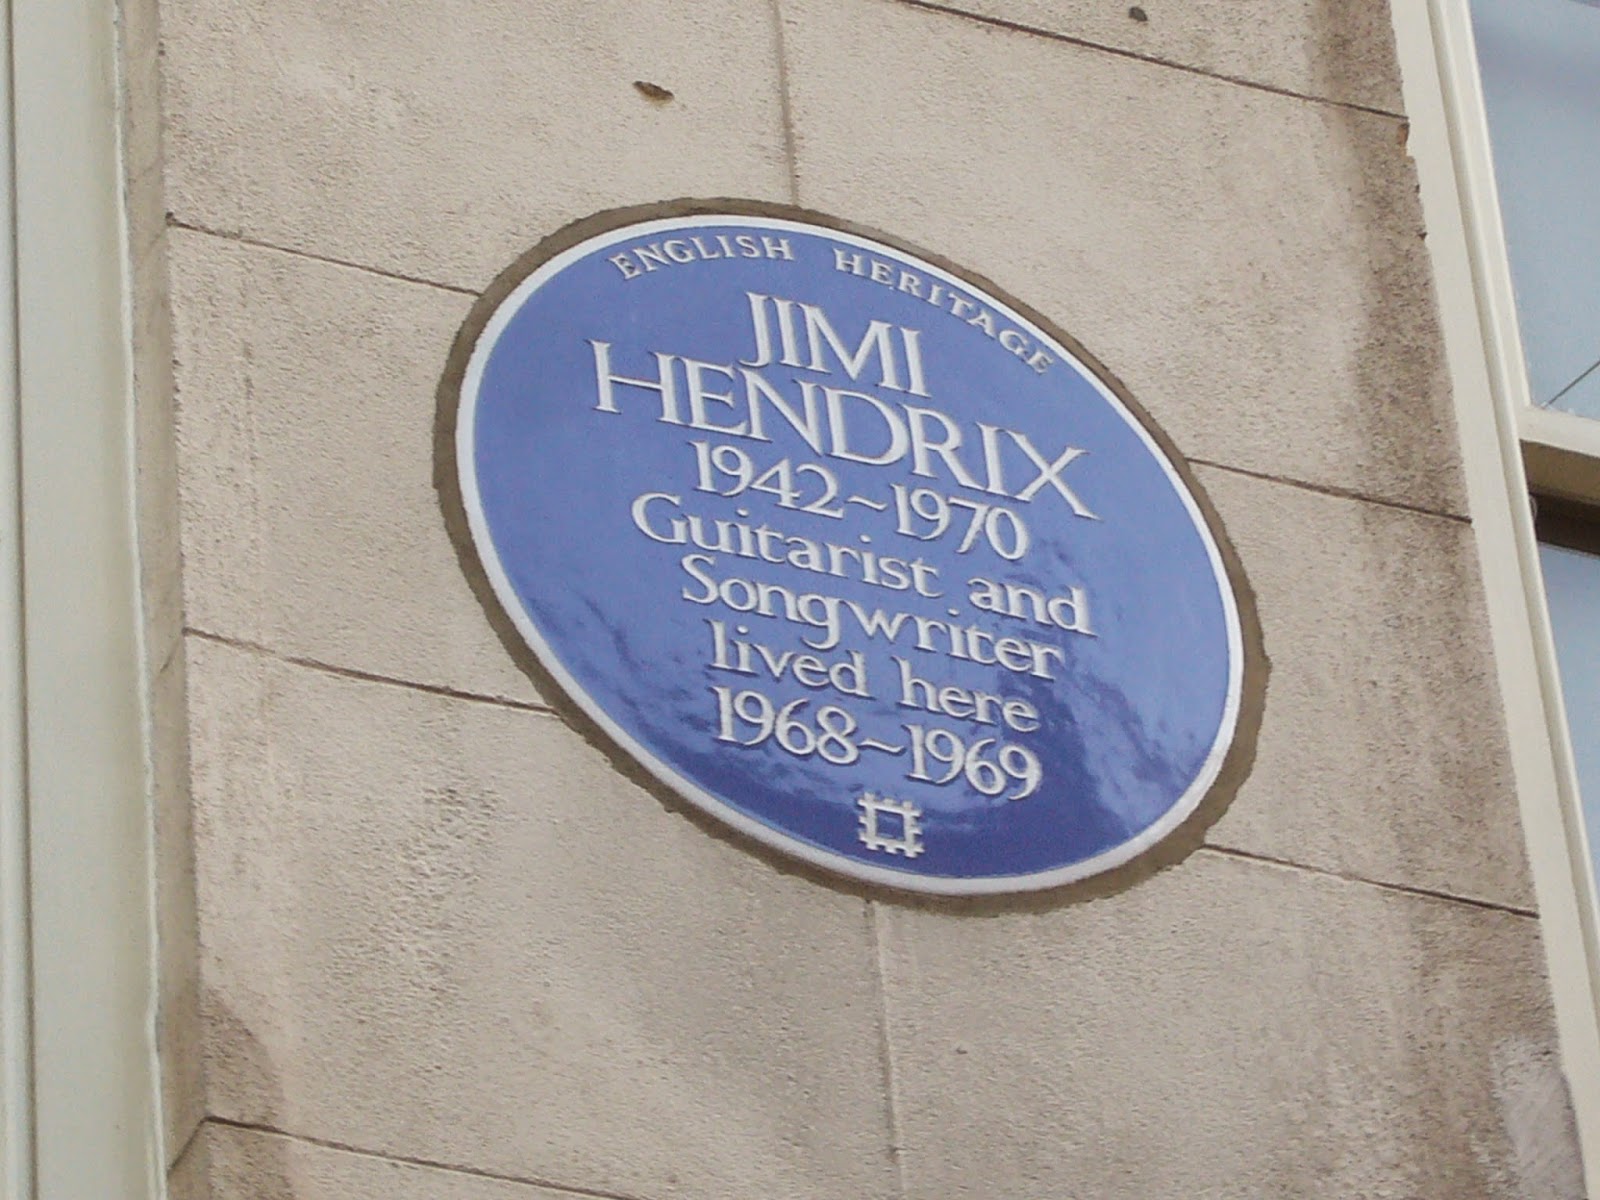 ENGLISH HERITAGE
JIMI
HENDRIX
1942~1970
Guitarist and
Songwriter
lived here
1968~1969